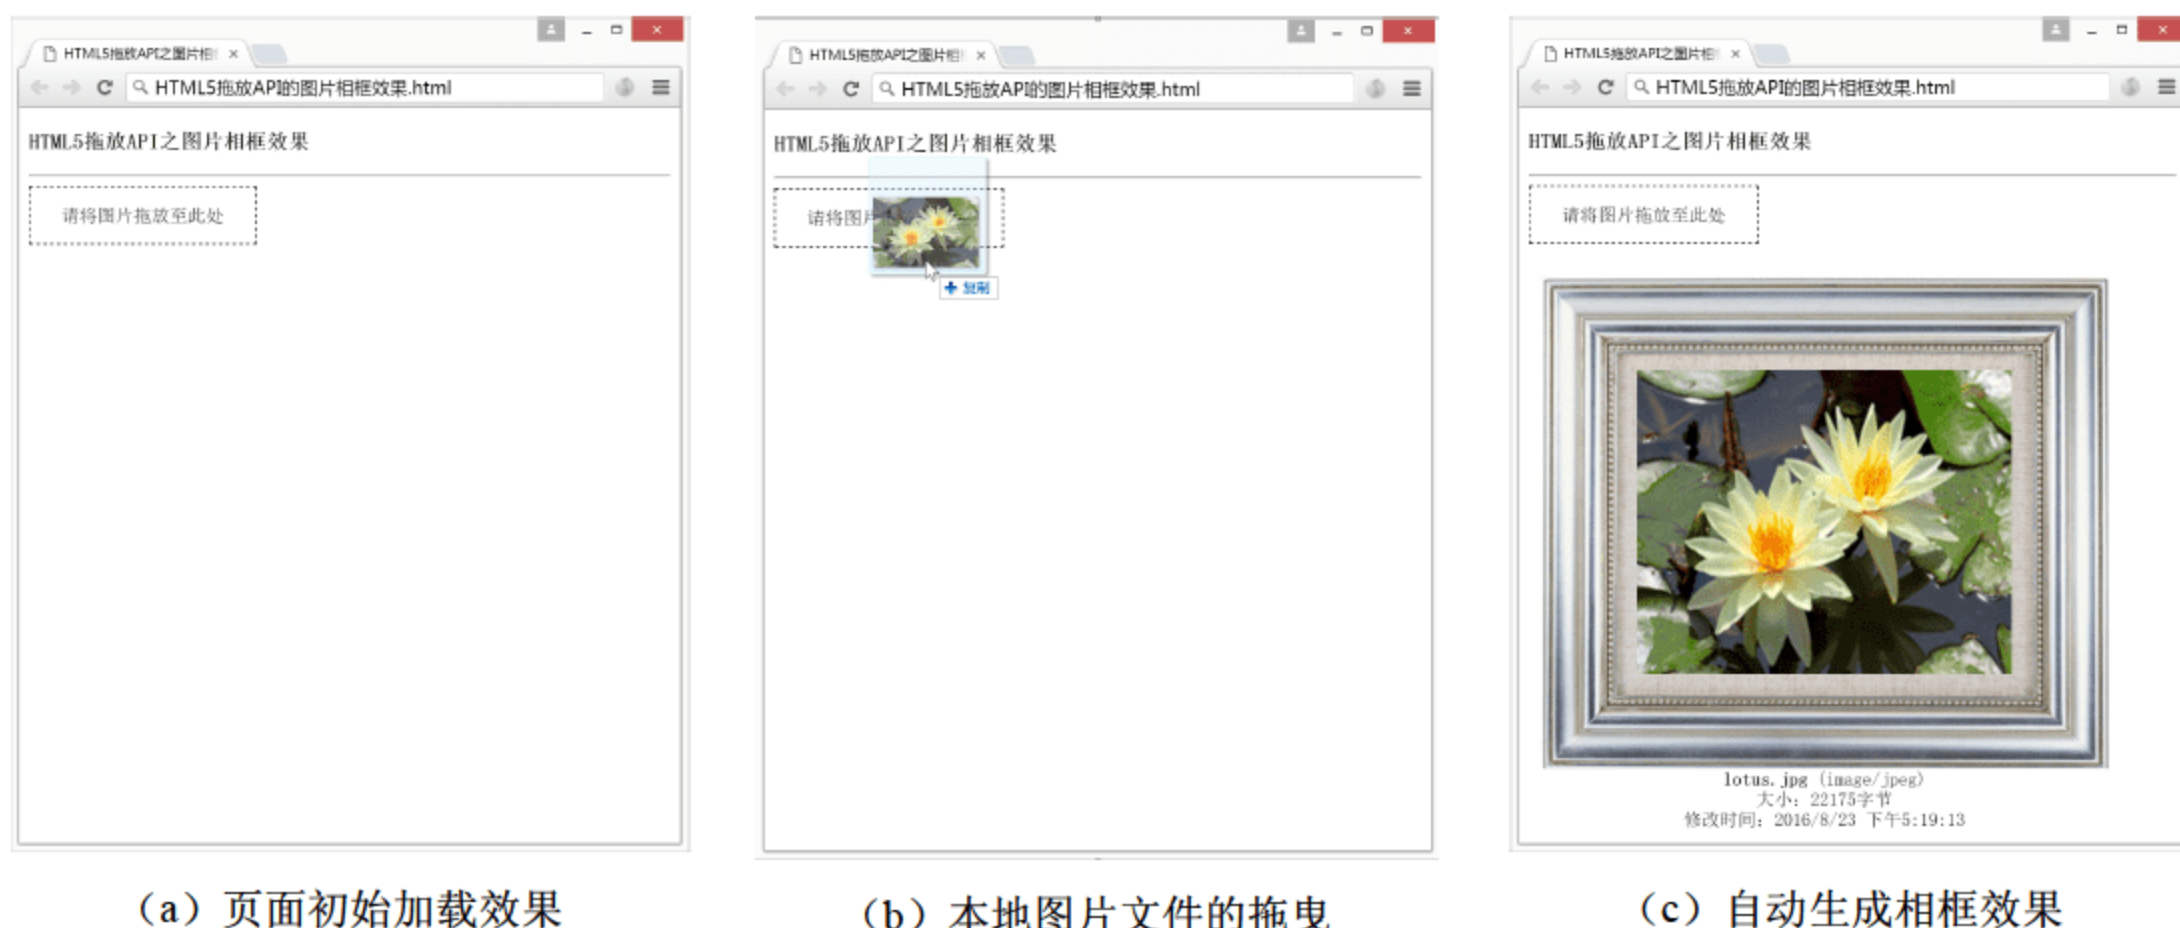 HTML5拖放API之图片相框
HTML5拖放API的图片相框效果.html
HTML5拖放API之图片相框效果
请将图片拖放至此处
(a) 页面初始加载效果
HTML5拖放API之图片相框
HTML5拖放API的图片相框效果.html
HTML5拖放API之图片相框效果
请将图片
复制
(b) 本地图片文件的拖曳
HTML5拖放API之图片相框
HTML5拖放API的图片相框效果.html
HTML5拖放API之图片相框效果
请将图片拖放至此处
lotus.jpg (image/jpeg)
大小: 22175字节
修改时间: 2016/8/23 下午5:19:13
(c) 自动生成相框效果